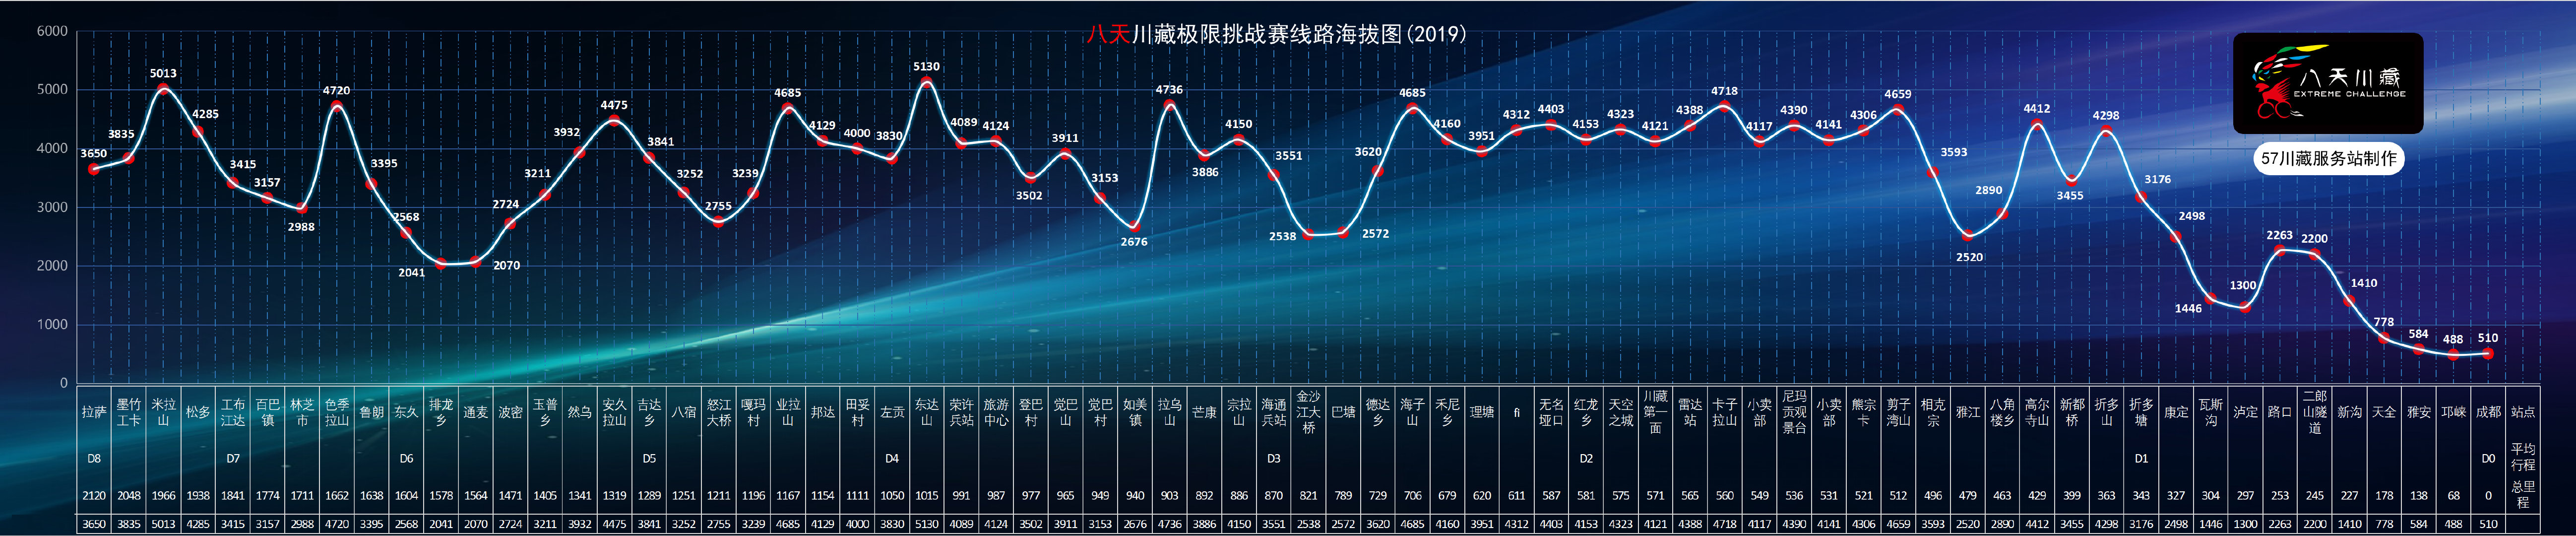 八天川藏极限挑战赛线路海拔图(2019)
八天川藏
EXTREME CHALLENGE
57川藏服务站制作
6000
5000
4000
3000
2000
1000
0
3650 3835 5013 4285 3415 3157 2988 4720 3395 2568 2041 2070 2724 3211 3932 4475 3841 3252 2755 3239 4685 4129 4000 3830 5130 4089 4124 3502 3911 3153 2676 4736 3886 4150 3551 2538 2572 3620 4685 4160 3951 4312 4403 4153 4323 4121 4388 4718 4117 4390 4141 4306 4659 3593 2520 2890 4412 3455 4298 3176 2498 1446 1300 2263 2200 1410 778 584 488 510
拉萨 墨竹工卡 米拉山 松多 工布江达 百巴镇 林芝市 色季拉山 鲁朗 东久 排龙乡 通麦 波密 玉普乡 然乌 安久拉山 吉达乡 八宿 怒江大桥 嘎玛村 业拉山 邦达 田妥村 左贡 东达山 荣许兵站 旅游中心 登巴村 觉巴山 觉巴村 如美镇 拉乌山 芒康 宗拉山 海通兵站 金沙江大桥 巴塘 德达乡 海子山 禾尼乡 理塘 fi 无名垭口 红龙乡 天空之城 川藏第一面 雷达站 卡子拉山 小卖部 尼玛贡观景台 小卖部 熊宗卡 剪子湾山 相克宗 雅江 八角楼乡 高尔寺山 新都桥 折多山 折多塘 康定 瓦斯沟 泸定 路口 二郎山隧道 新沟 天全 雅安 邛崃 成都 站点
D8 D7 D6 D5 D4 D3 D2 D1 D0 平均行程
2120 2048 1966 1938 1841 1774 1711 1662 1638 1604 1578 1564 1471 1405 1341 1319 1289 1251 1211 1196 1167 1154 1111 1050 1015 991 987 977 965 949 940 903 892 886 870 821 789 729 706 679 620 611 587 581 575 571 565 560 549 536 531 521 512 496 479 463 429 399 363 343 327 304 297 253 245 227 178 138 68 0 总里程
3650 3835 5013 4285 3415 3157 2988 4720 3395 2568 2041 2070 2724 3211 3932 4475 3841 3252 2755 3239 4685 4129 4000 3830 5130 4089 4124 3502 3911 3153 2676 4736 3886 4150 3551 2538 2572 3620 4685 4160 3951 4312 4403 4153 4323 4121 4388 4718 4117 4390 4141 4306 4659 3593 2520 2890 4412 3455 4298 3176 2498 1446 1300 2263 2200 1410 778 584 488 510